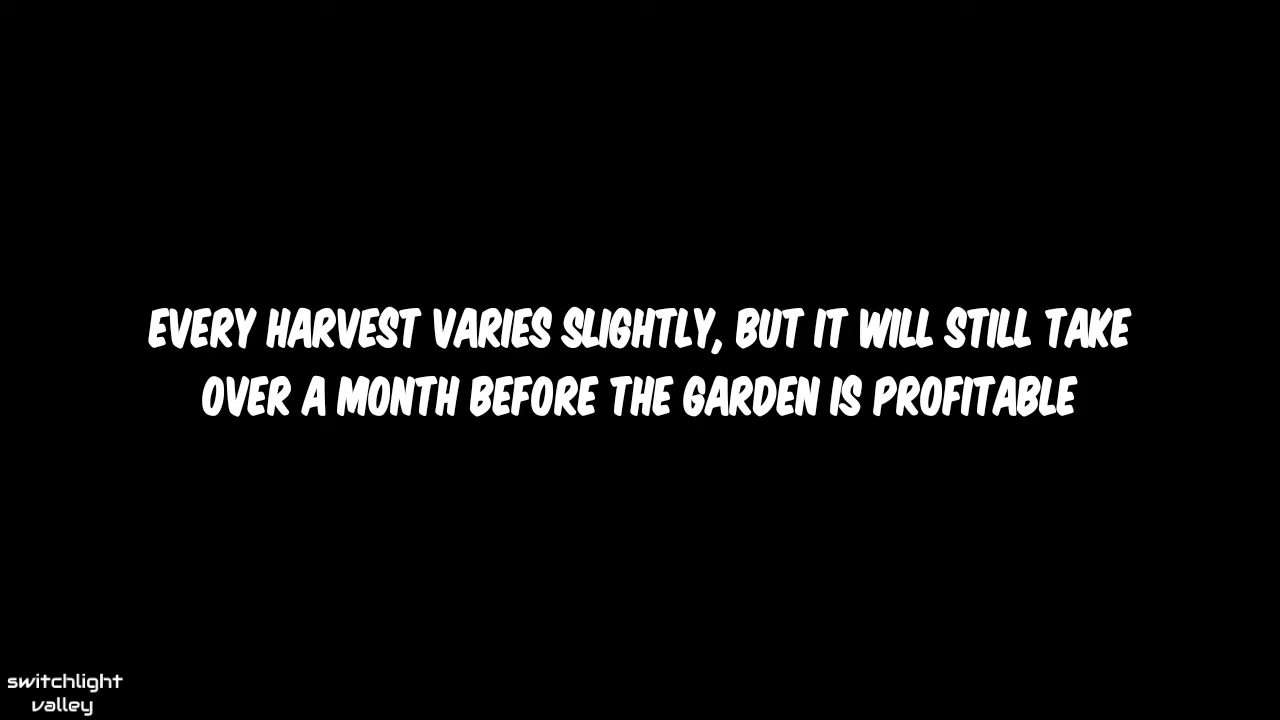 EVERY HARVEST VARIES SLIGHTLY, BUT IT WILL STILL TAKE
OVER A MONTH BEFORE THE GARDEN IS PROFITABLE
switchlight
valley